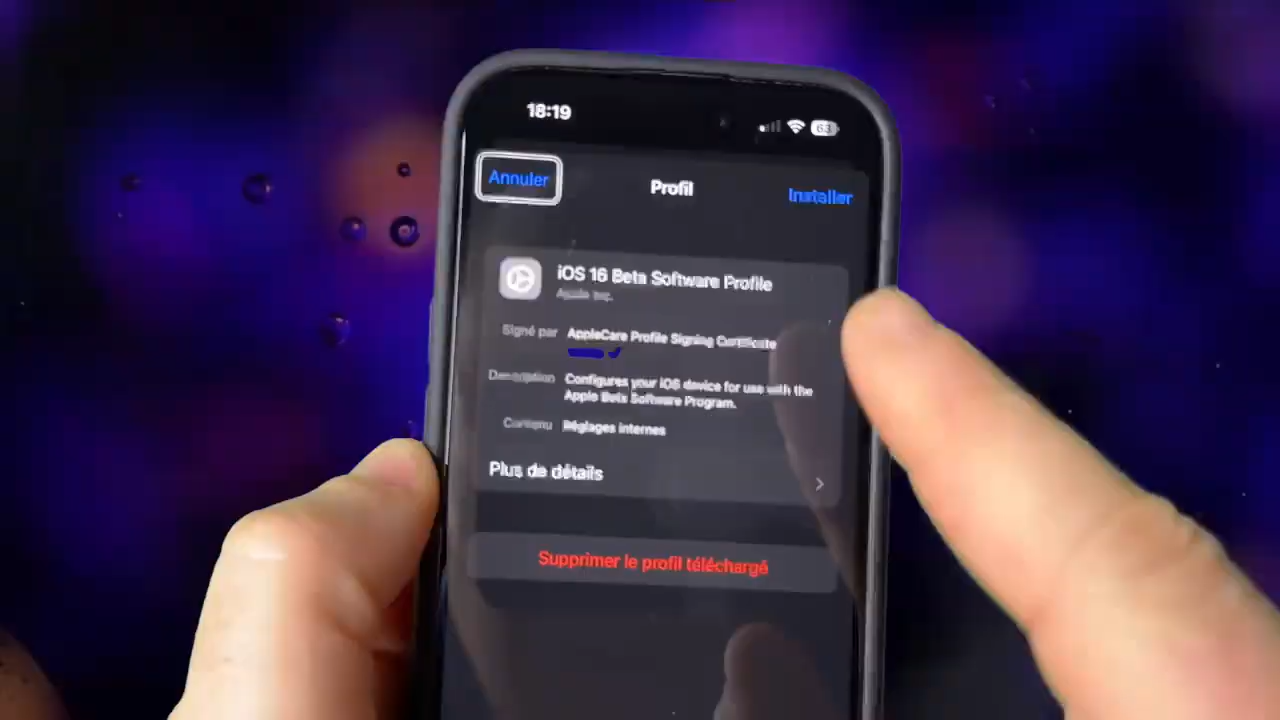 18:19
63
Annuler
Profil
Installer
iOS 16 Beta Software Profile
Apple Inc.
Signé par AppleCare Profile Signing Certificate
Description Configures your iOS device for use with the
Apple Beta Software Program.
Contenu Réglages internes
Plus de détails
Supprimer le profil téléchargé